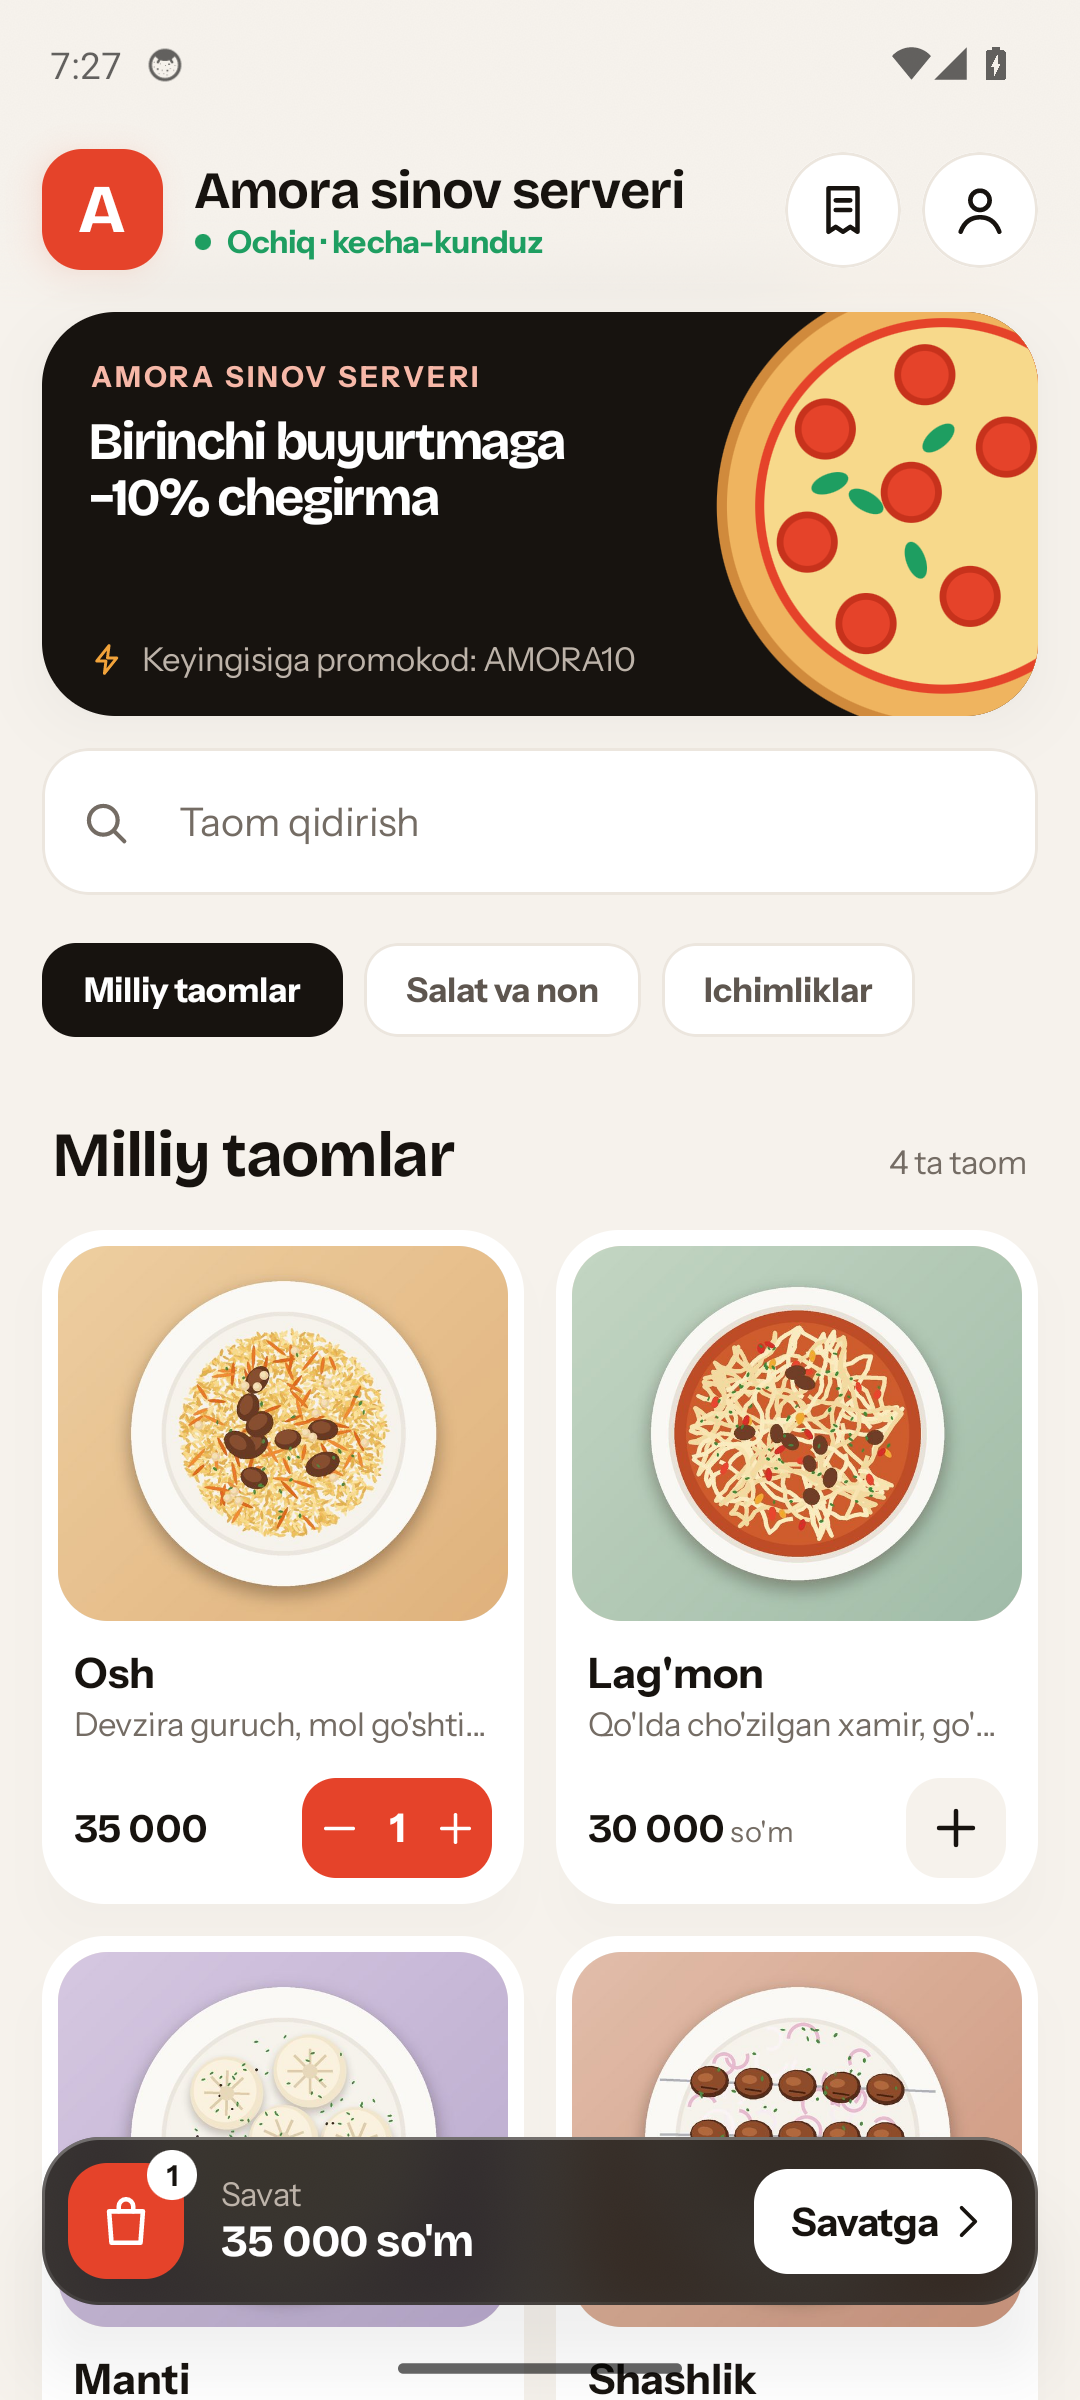 7:27
A
Amora sinov serveri
Ochiq · kecha-kunduz
AMORA SINOV SERVERI
Birinchi buyurtmaga
−10% chegirma
Keyingisiga promokod: AMORA10
Taom qidirish
Milliy taomlar
Salat va non
Ichimliklar
Milliy taomlar
4 ta taom
Osh
Devzira guruch, mol go'shti...
35 000
1
Lag'mon
Qo'lda cho'zilgan xamir, go'...
30 000 so'm
1
Savat
35 000 so'm
Savatga
Manti
Shashlik